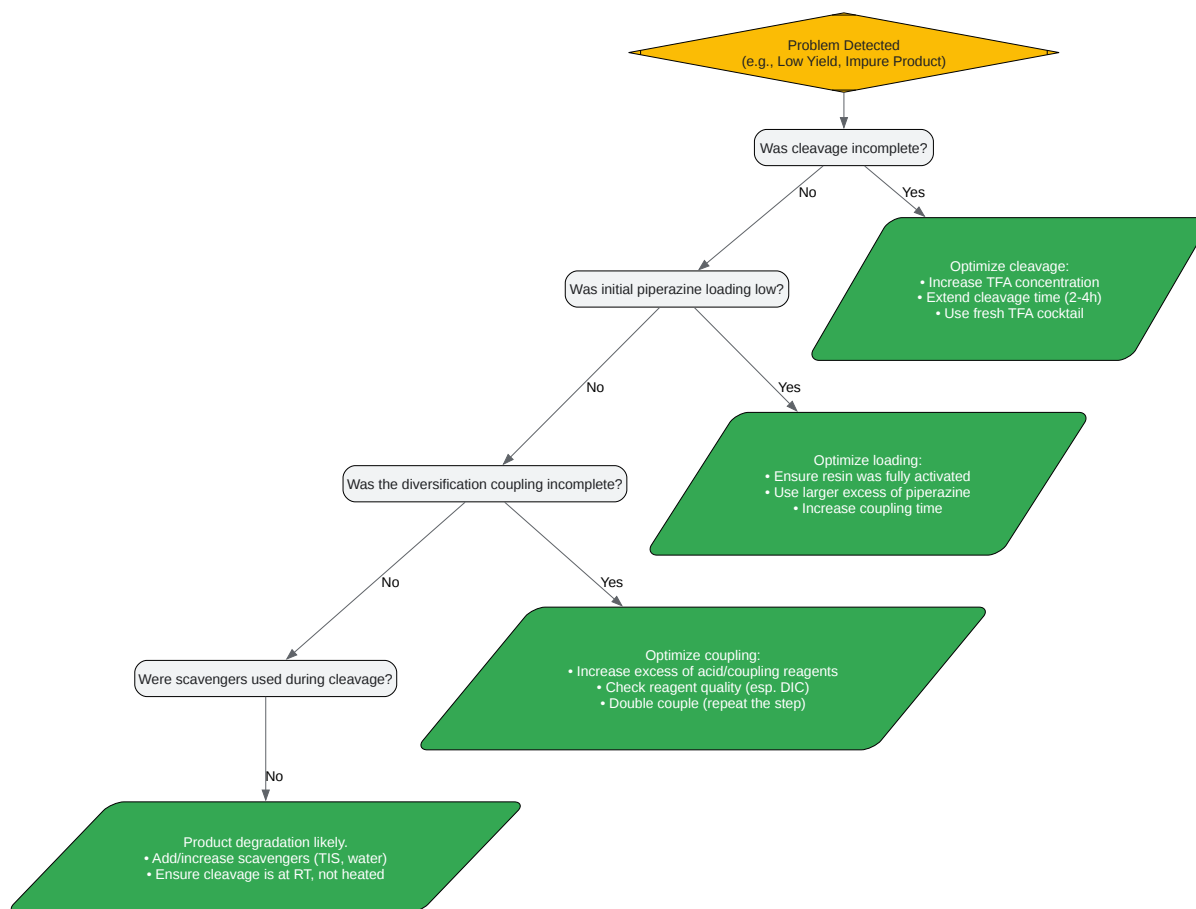 Problem Detected
(e.g., Low Yield, Impure Product)
Was cleavage incomplete?
No
Yes
Optimize cleavage:
• Increase TFA concentration
• Extend cleavage time (2-4h)
• Use fresh TFA cocktail
Was initial piperazine loading low?
No
Yes
Optimize loading:
• Ensure resin was fully activated
• Use larger excess of piperazine
• Increase coupling time
Was the diversification coupling incomplete?
No
Yes
Optimize coupling:
• Increase excess of acid/coupling reagents
• Check reagent quality (esp. DIC)
• Double couple (repeat the step)
Were scavengers used during cleavage?
No
Product degradation likely.
• Add/increase scavengers (TIS, water)
• Ensure cleavage is at RT, not heated